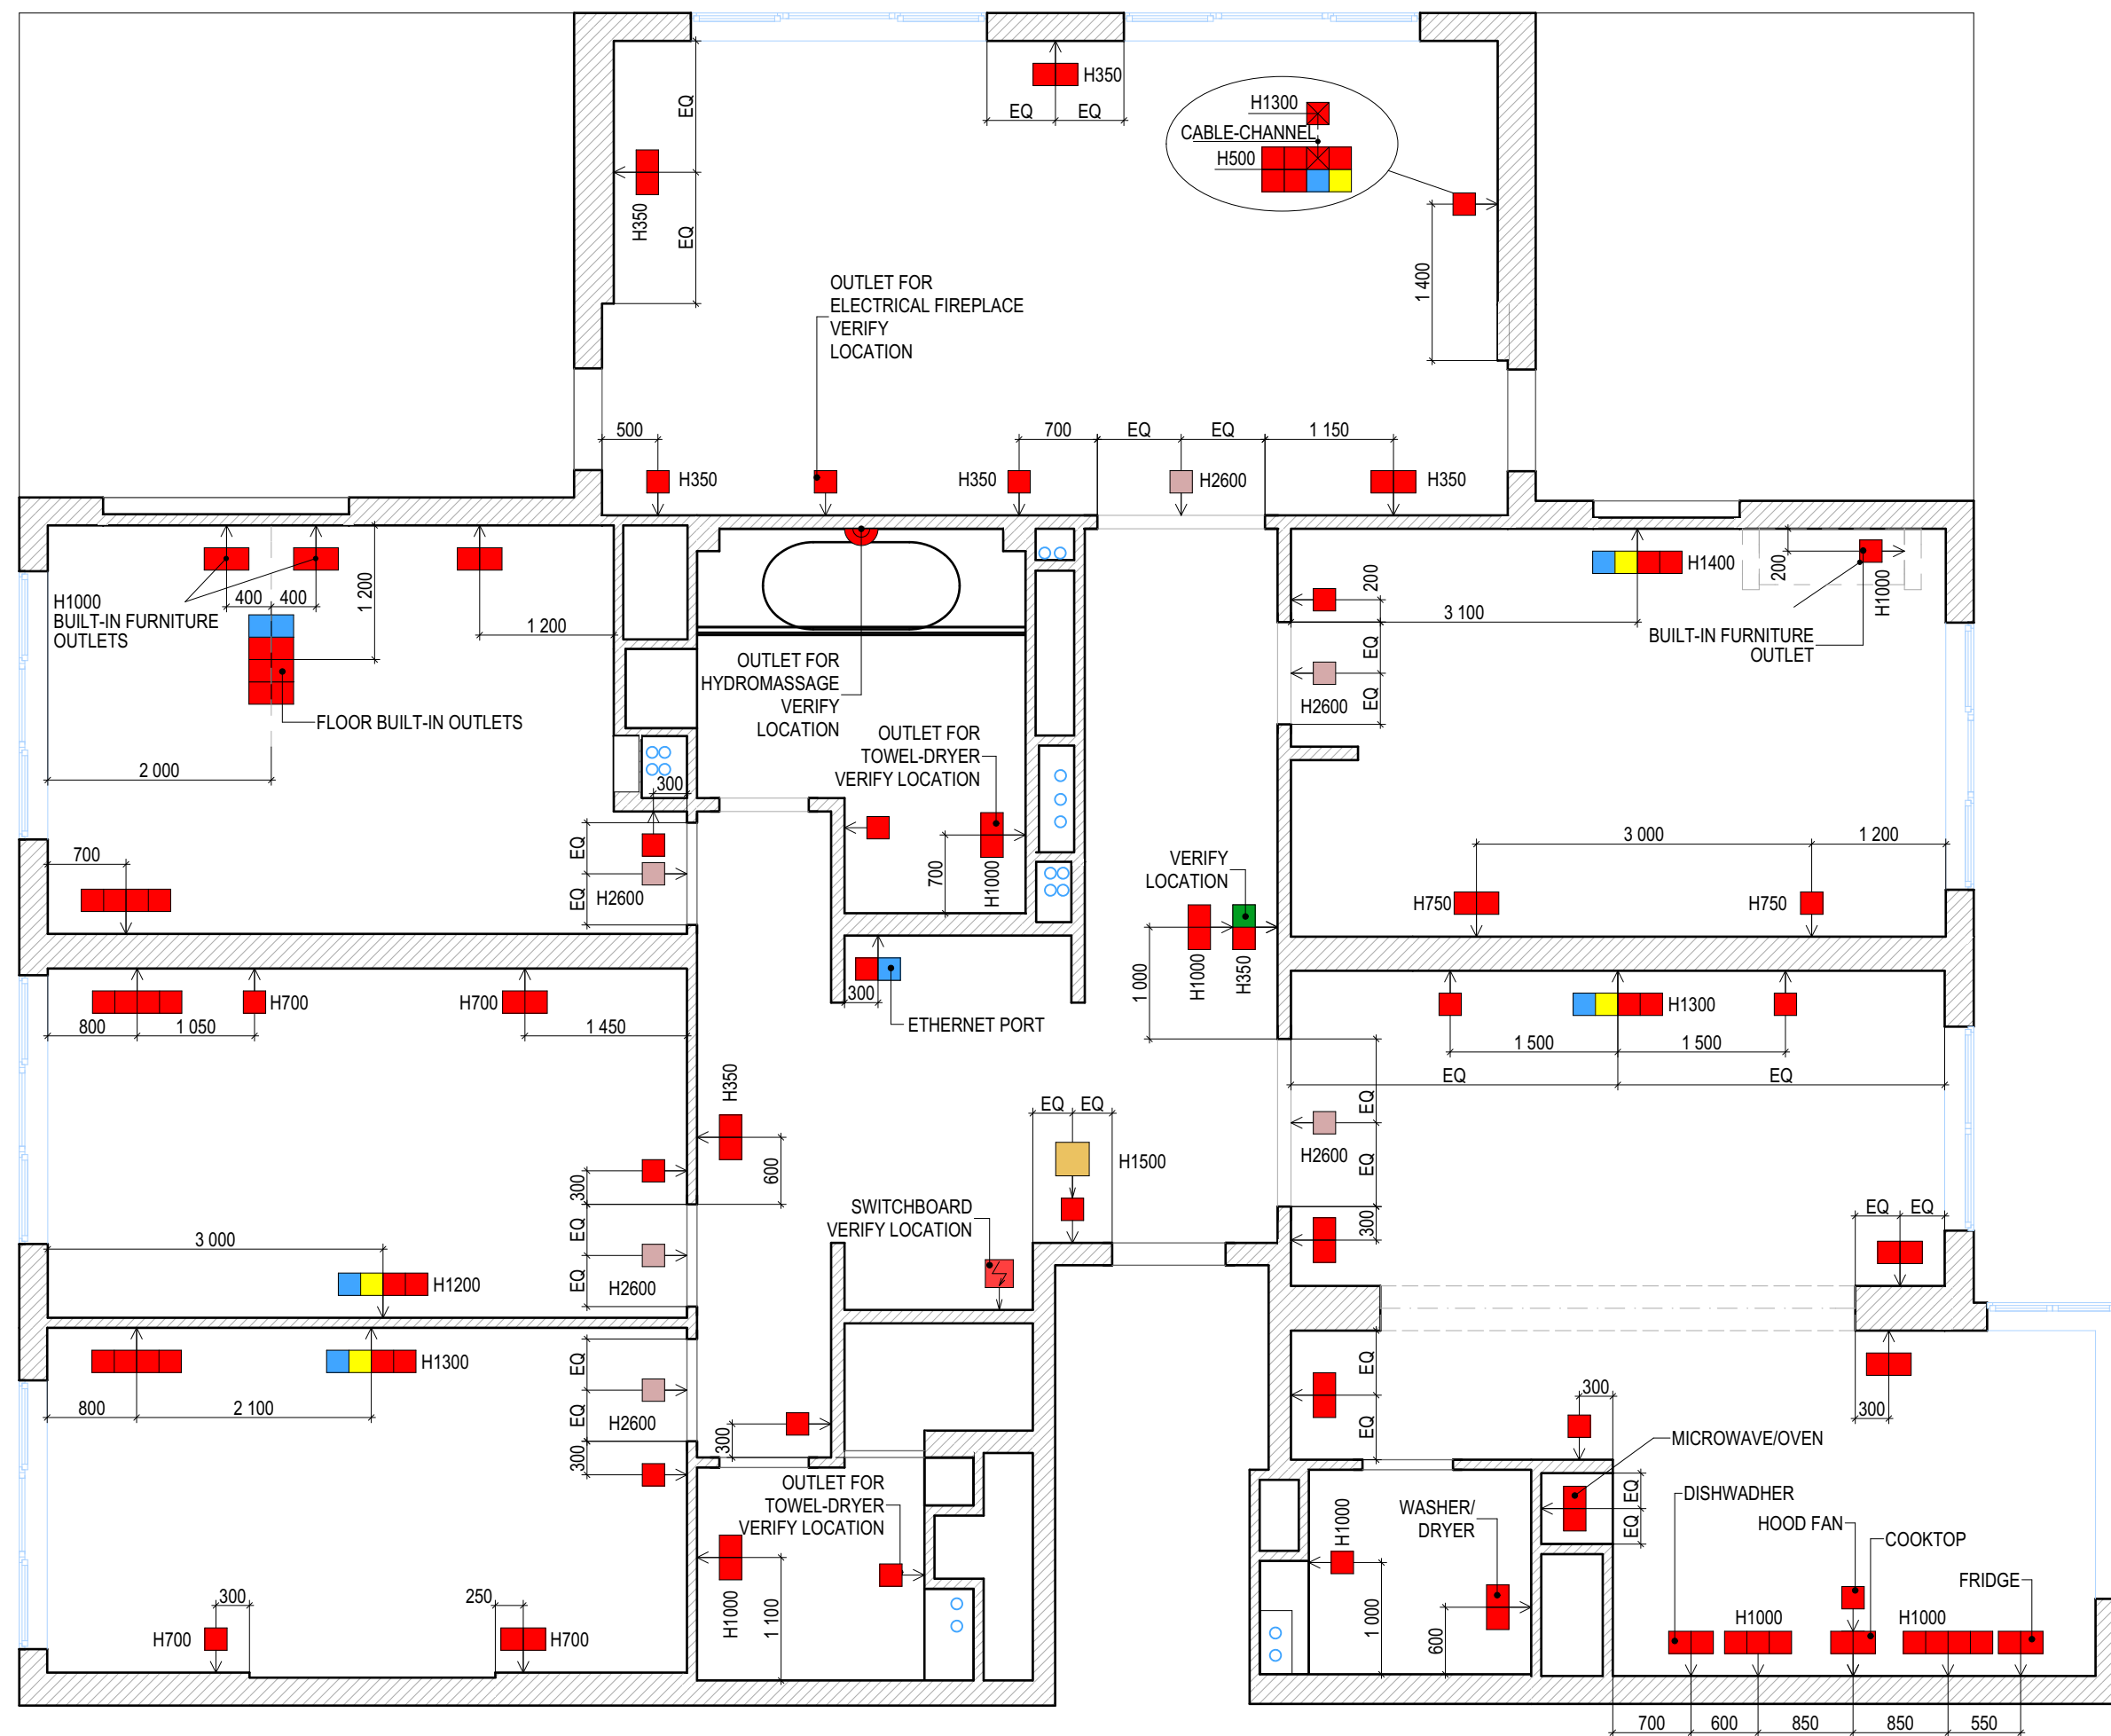 H350
EQ
EQ
EQ
H1300
CABLE-CHANNEL
H500
H350
EQ
1 400
OUTLET FOR
ELECTRICAL FIREPLACE
VERIFY
LOCATION
500
700
EQ
EQ
1 150
H350
H350
H2600
H350
H1000
BUILT-IN FURNITURE
OUTLETS
400
400
1 200
1 200
FLOOR BUILT-IN OUTLETS
2 000
700
OUTLET FOR
HYDROMASSAGE
VERIFY
LOCATION
OUTLET FOR
TOWEL-DRYER
VERIFY LOCATION
300
EQ
EQ
H2600
700
H1000
200
H1400
200
H1000
3 100
EQ
EQ
H2600
BUILT-IN FURNITURE
OUTLET
3 000
1 200
H750
H750
VERIFY
LOCATION
H1000
H350
1 000
300
ETHERNET PORT
H700
H700
800
1 050
1 450
H350
600
300
EQ
EQ
H2600
3 000
H1200
H1300
1 500
1 500
EQ
EQ
EQ
EQ
H2600
300
EQ
EQ
H1500
SWITCHBOARD
VERIFY LOCATION
EQ
EQ
H1300
800
2 100
EQ
EQ
H2600
300
300
EQ
EQ
300
300
MICROWAVE/OVEN
EQ
EQ
OUTLET FOR
TOWEL-DRYER
VERIFY LOCATION
H1000
1 100
H1000
1 000
WASHER/
DRYER
600
DISHWADHER
HOOD FAN
COOKTOP
FRIDGE
300
250
H700
H700
H1000
H1000
700
600
850
850
550